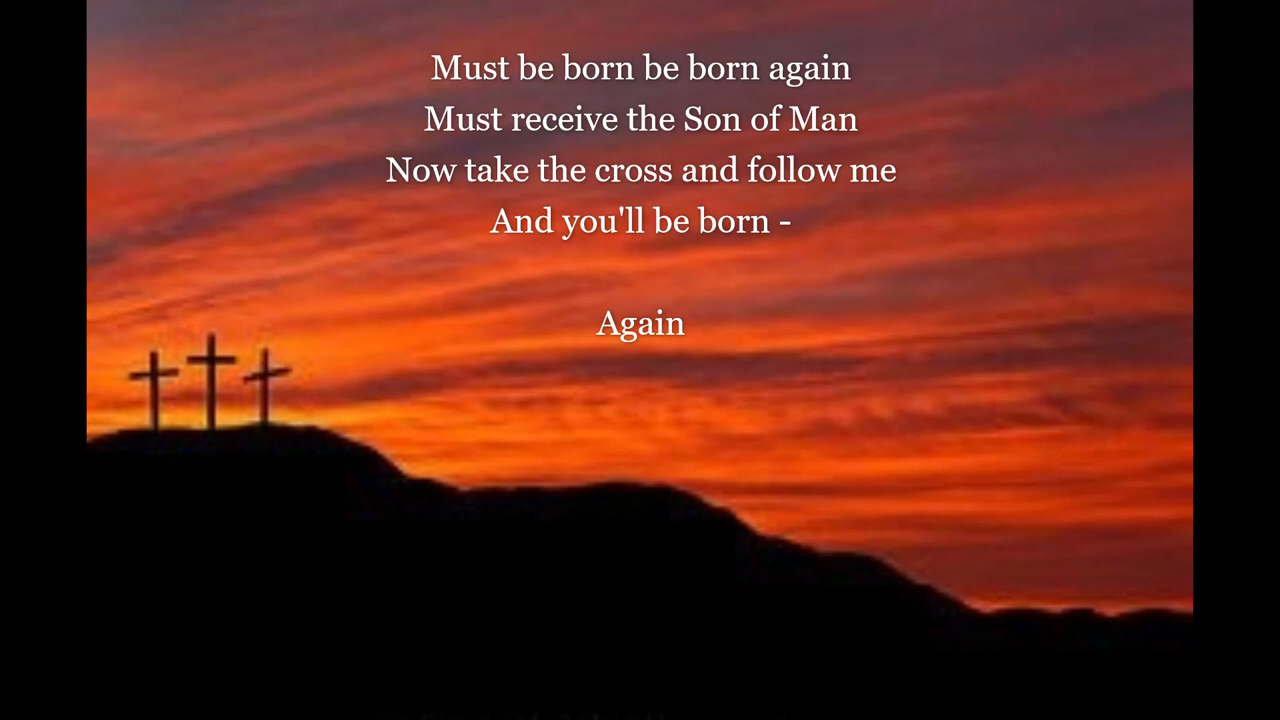 Must be born be born again
Must receive the Son of Man
Now take the cross and follow me
And you'll be born -
Again